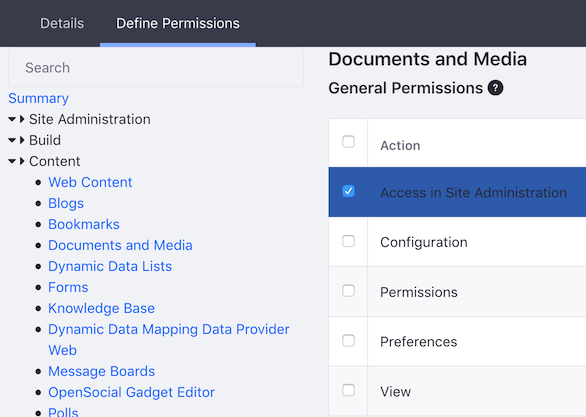 Details
Define Permissions
Search
Summary
Site Administration
Build
Content
Web Content
Blogs
Bookmarks
Documents and Media
Dynamic Data Lists
Forms
Knowledge Base
Dynamic Data Mapping Data Provider
Web
Message Boards
OpenSocial Gadget Editor
Polls
Documents and Media
General Permissions ?
Action
Access in Site Administration
Configuration
Permissions
Preferences
View